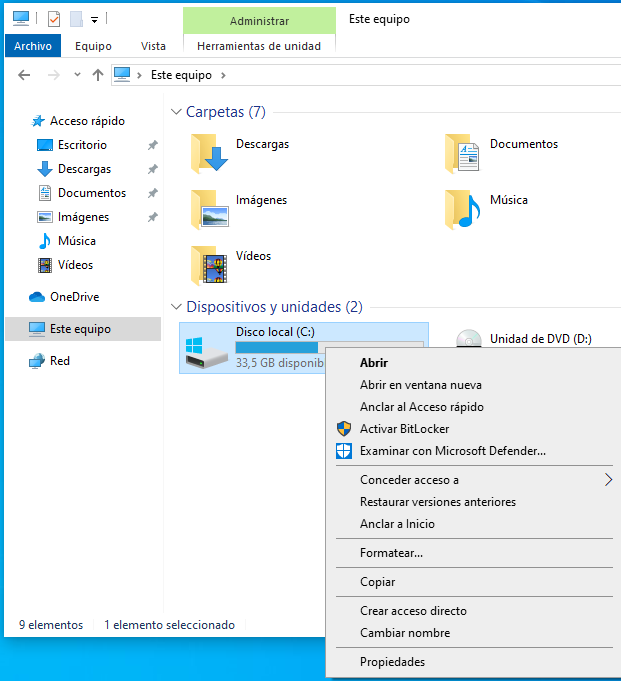 Administrar
Este equipo
Archivo
Equipo
Vista
Herramientas de unidad
Este equipo
Acceso rápido
Escritorio
Descargas
Documentos
Imágenes
Música
Vídeos
OneDrive
Este equipo
Red
Carpetas (7)
Descargas
Documentos
Imágenes
Música
Vídeos
Dispositivos y unidades (2)
Disco local (C:)
33,5 GB disponib
Unidad de DVD (D:)
Abrir
Abrir en ventana nueva
Anclar al Acceso rápido
Activar BitLocker
Examinar con Microsoft Defender...
Conceder acceso a
Restaurar versiones anteriores
Anclar a Inicio
Formatear...
Copiar
Crear acceso directo
Cambiar nombre
Propiedades
9 elementos
1 elemento seleccionado